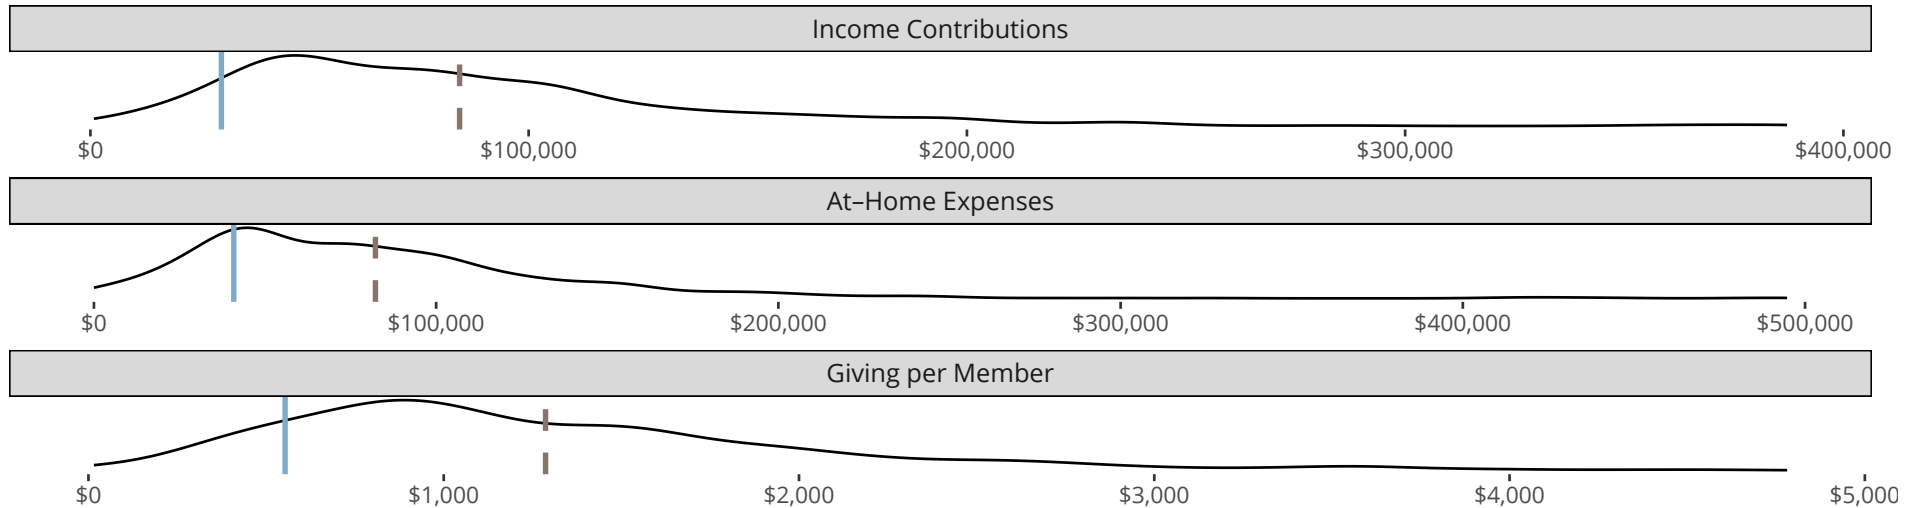 Income Contributions
$0 $100,000 $200,000 $300,000 $400,000
At–Home Expenses
$0 $100,000 $200,000 $300,000 $400,000 $500,000
Giving per Member
$0 $1,000 $2,000 $3,000 $4,000 $5,000